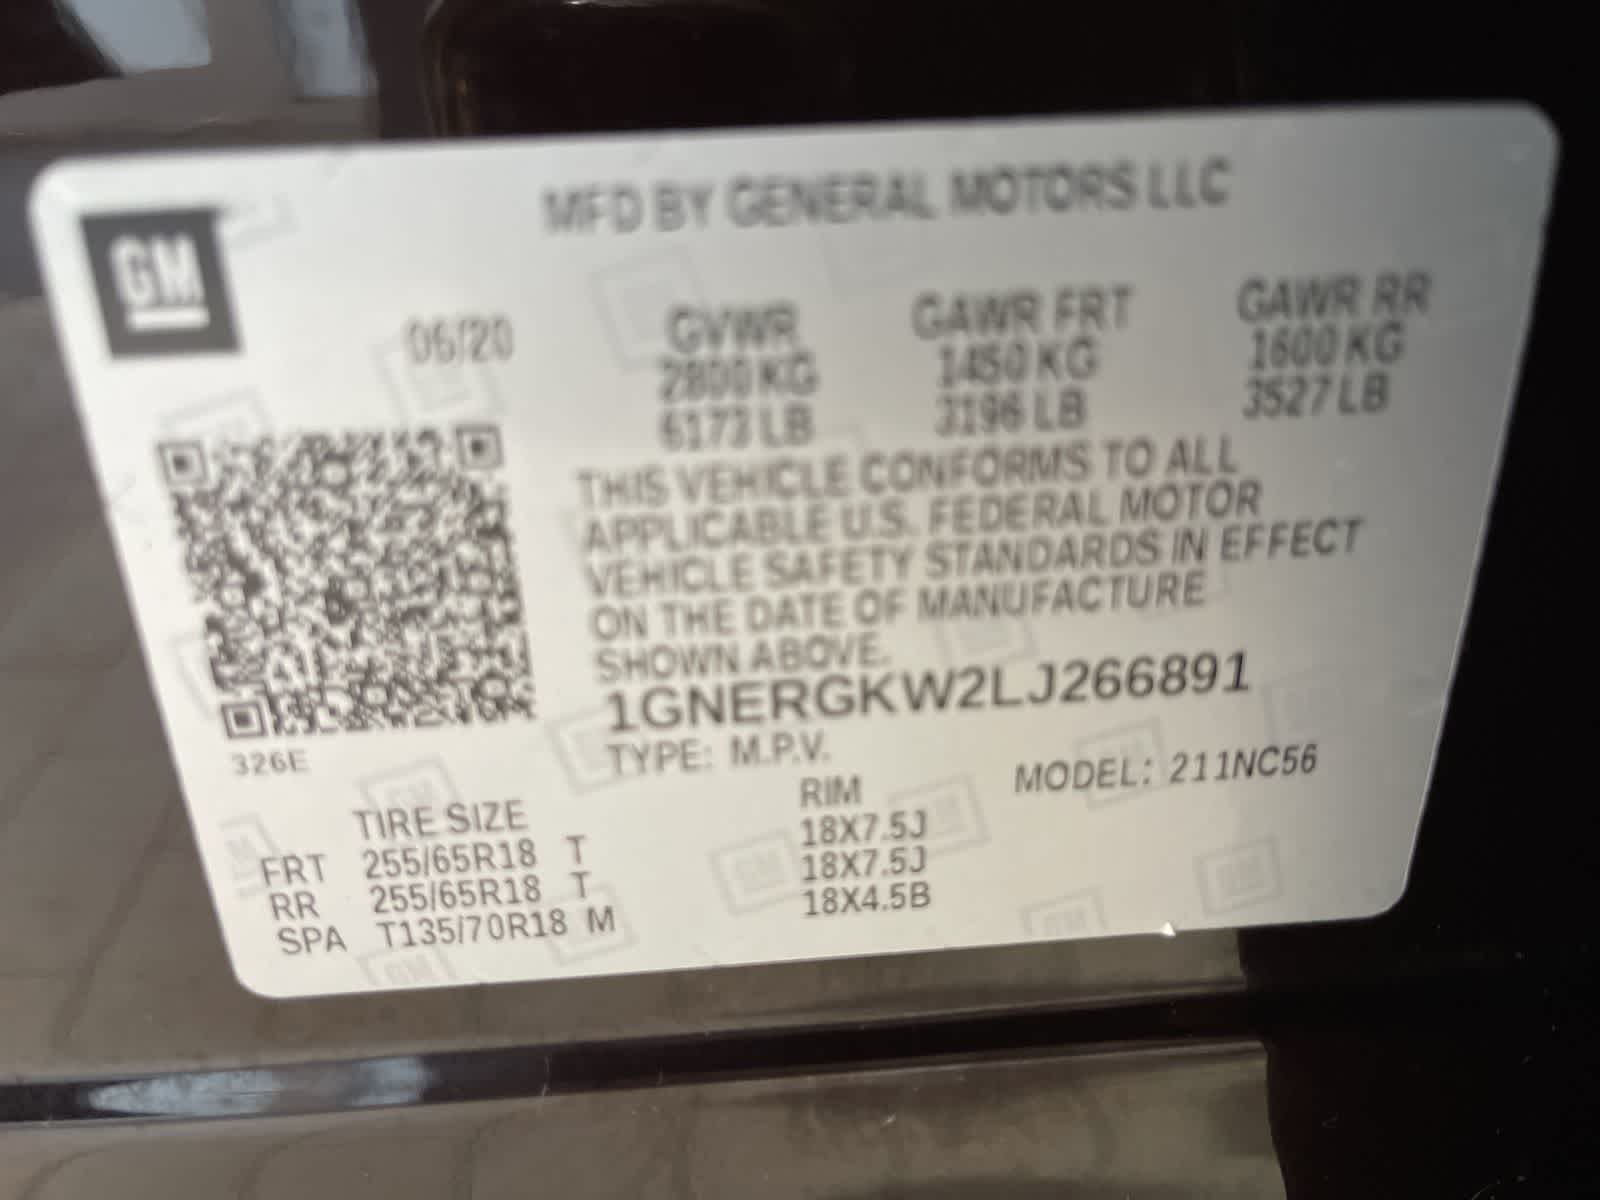 MFD BY GENERAL MOTORS LLC
GM
06/20
GVWR GAWR FRT GAWR RR
2800 KG 1450 KG 1600 KG
6173 LB 3196 LB 3527 LB
THIS VEHICLE CONFORMS TO ALL
APPLICABLE U.S. FEDERAL MOTOR
VEHICLE SAFETY STANDARDS IN EFFECT
ON THE DATE OF MANUFACTURE
SHOWN ABOVE.
1GNERGKW2LJ266891
326E
TYPE: M.P.V. MODEL: 211NC56
TIRE SIZE RIM
FRT 255/65R18 T 18X7.5J
RR 255/65R18 T 18X7.5J
SPA T135/70R18 M 18X4.5B